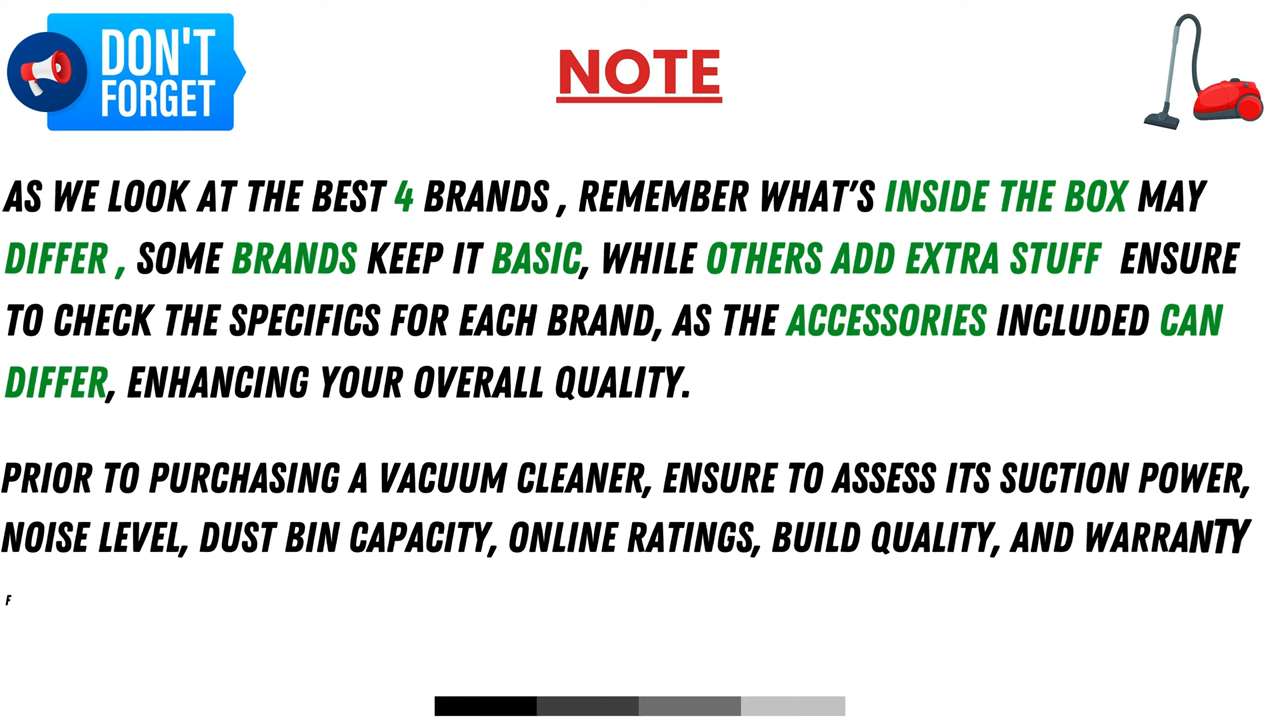 DON'T
FORGET
NOTE
AS WE LOOK AT THE BEST 4 BRANDS , REMEMBER WHAT'S INSIDE THE BOX MAY
DIFFER , SOME BRANDS KEEP IT BASIC, WHILE OTHERS ADD EXTRA STUFF ENSURE
TO CHECK THE SPECIFICS FOR EACH BRAND, AS THE ACCESSORIES INCLUDED CAN
DIFFER, ENHANCING YOUR OVERALL QUALITY.
PRIOR TO PURCHASING A VACUUM CLEANER, ENSURE TO ASSESS ITS SUCTION POWER,
NOISE LEVEL, DUST BIN CAPACITY, ONLINE RATINGS, BUILD QUALITY, AND WARRANTY
F